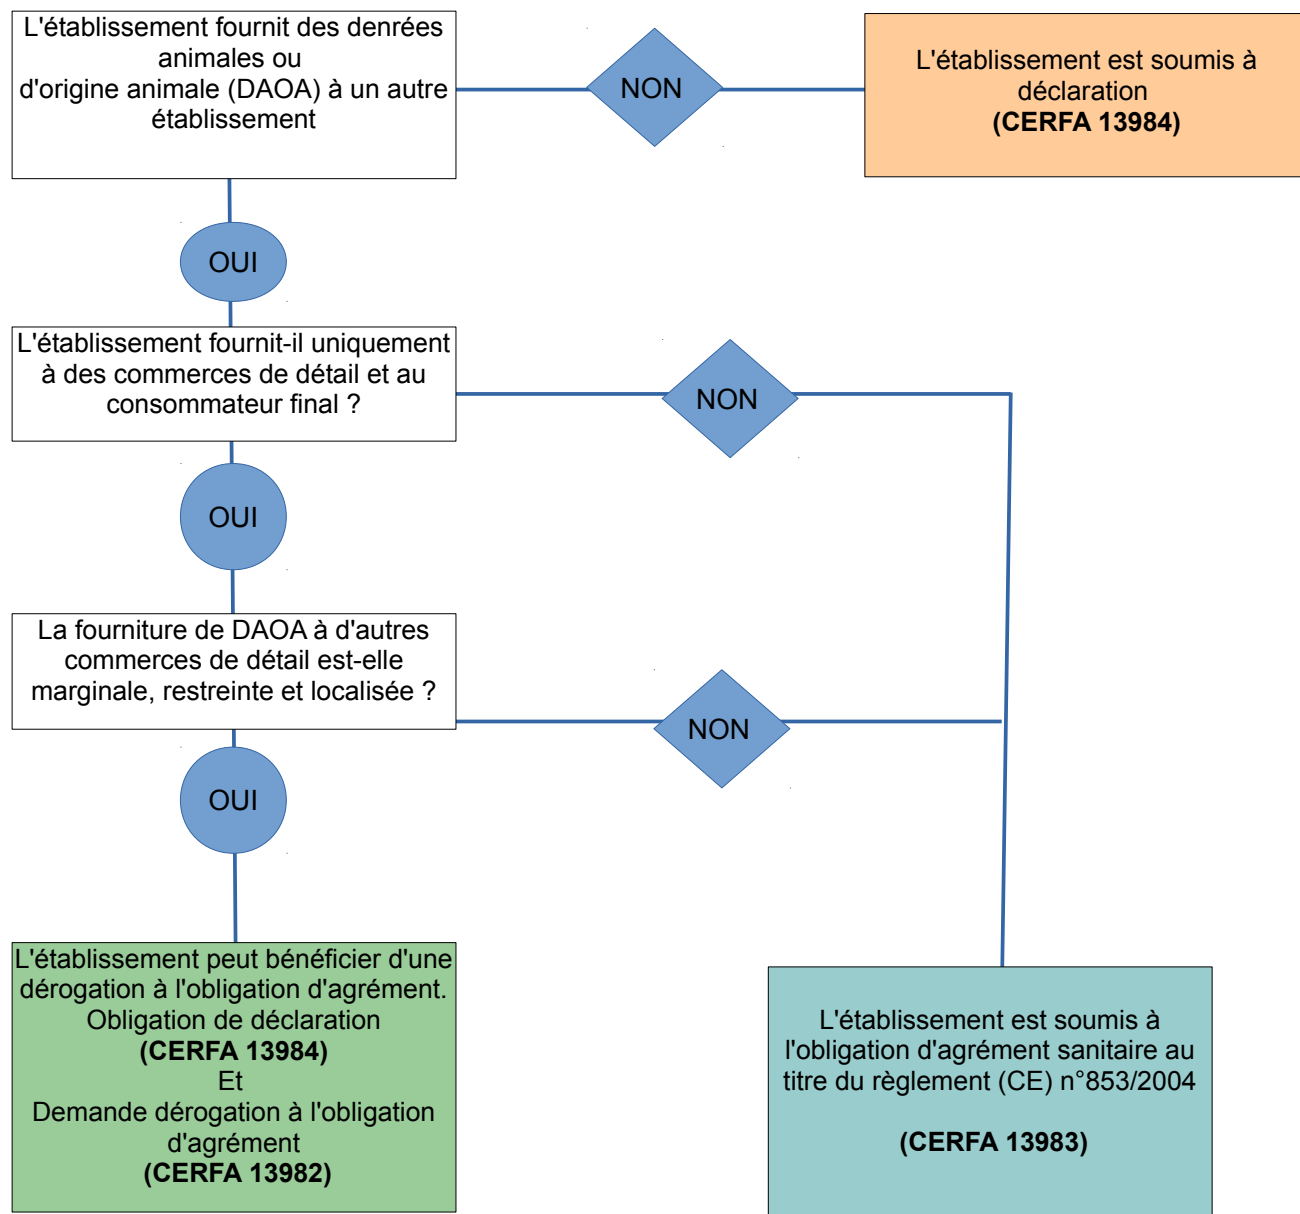 L'établissement fournit des denrées
animales ou
d'origine animale (DAOA) à un autre
établissement
NON
L'établissement est soumis à
déclaration
(CERFA 13984)
OUI
L'établissement fournit-il uniquement
à des commerces de détail et au
consommateur final ?
NON
OUI
La fourniture de DAOA à d'autres
commerces de détail est-elle
marginale, restreinte et localisée ?
NON
OUI
L'établissement peut bénéficier d'une
dérogation à l'obligation d'agrément.
Obligation de déclaration
(CERFA 13984)
Et
Demande dérogation à l'obligation
d'agrément
(CERFA 13982)
L'établissement est soumis à
l'obligation d'agrément sanitaire au
titre du règlement (CE) n°853/2004
(CERFA 13983)